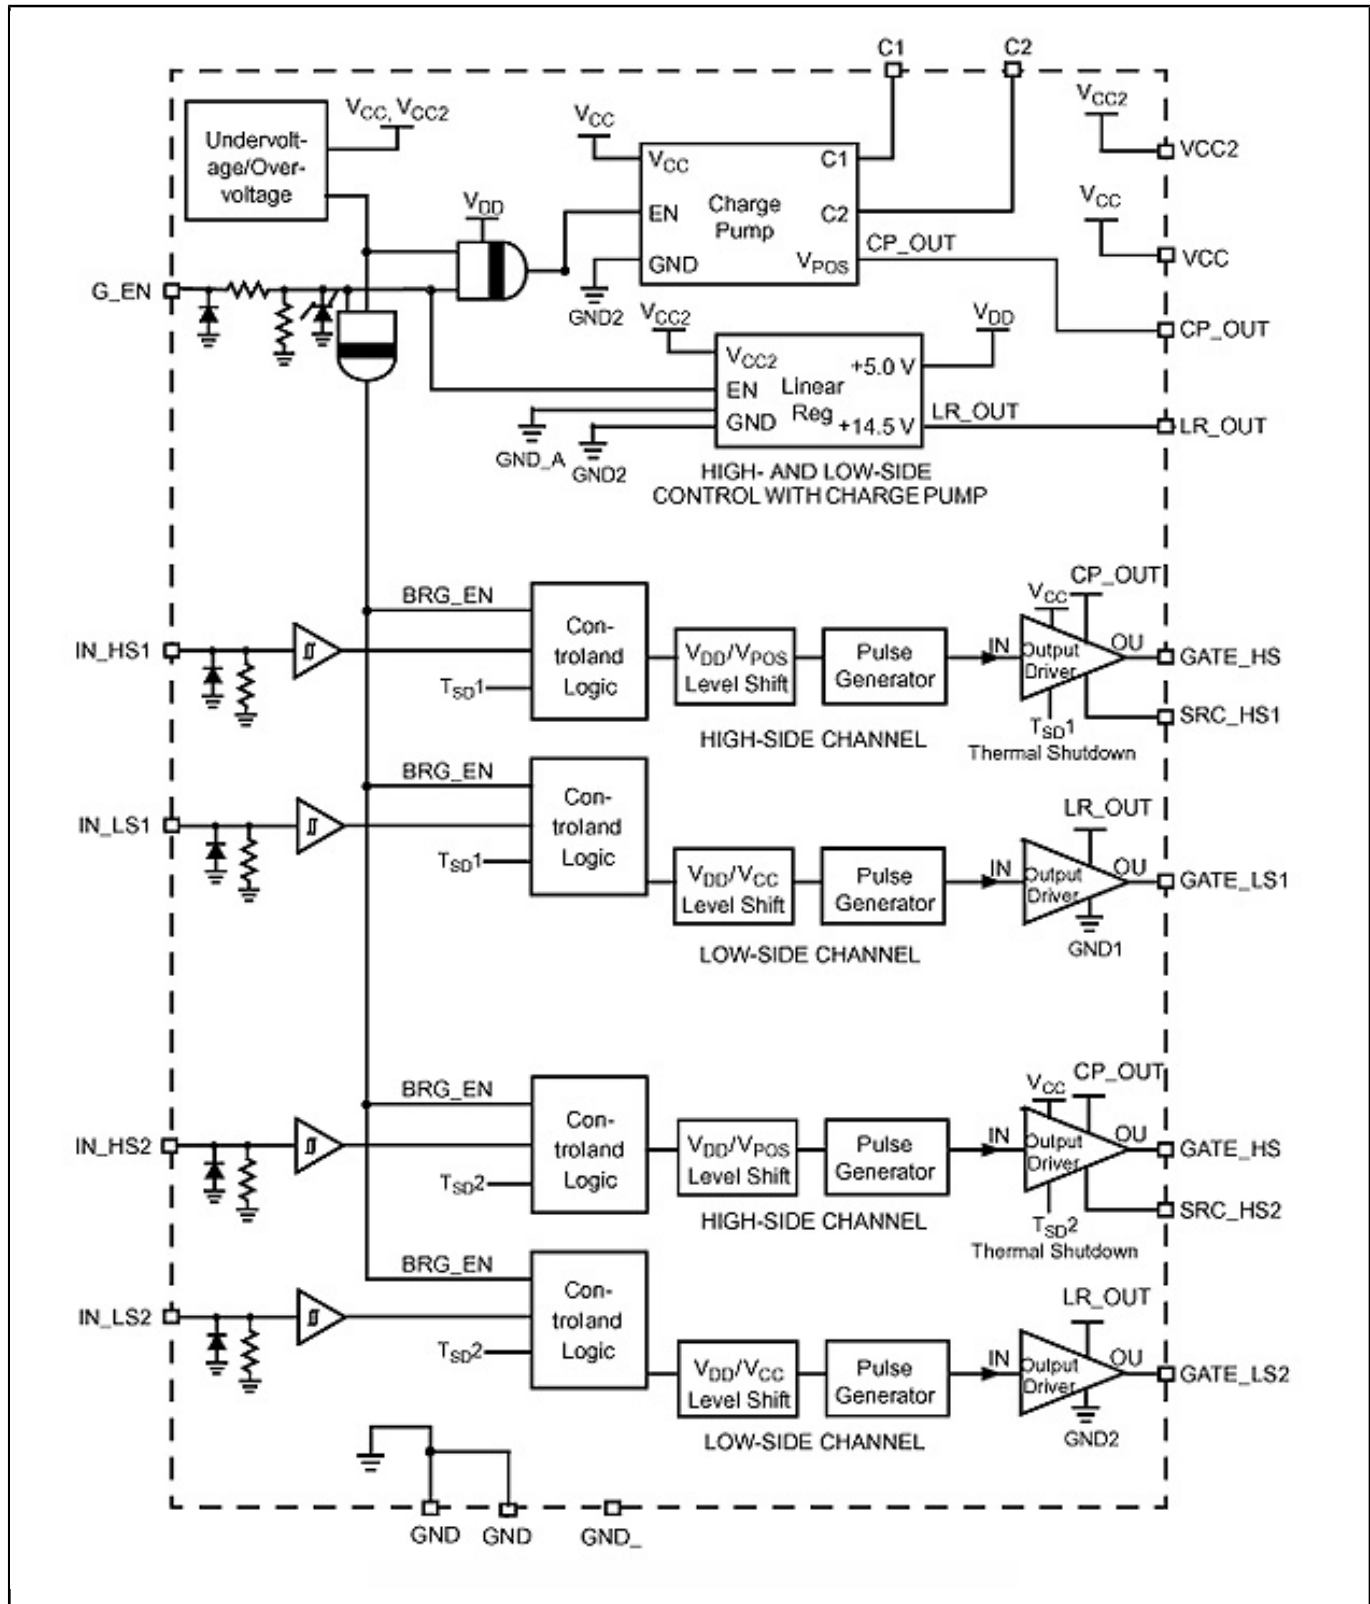 C1
C2
Undervolt-
age/Over-
voltage
VCC, VCC2
VCC
VCC
EN
GND
Charge
Pump
C1
C2
VPOS
CP_OUT
VCC2
VCC2
VCC
VCC
CP_OUT
LR_OUT
VDD
G_EN
GND2
VCC2
VDD
VCC2
EN
GND
Linear
Reg
+5.0 V
+14.5 V
LR_OUT
GND_A
GND2
HIGH- AND LOW-SIDE
CONTROL WITH CHARGE PUMP
IN_HS1
BRG_EN
TSD1
Con-
troland
Logic
VDD/VPOS
Level Shift
Pulse
Generator
HIGH-SIDE CHANNEL
IN
VCC
CP_OUT
Output
Driver
OU
GATE_HS
SRC_HS1
TSD1
Thermal Shutdown
IN_LS1
BRG_EN
TSD1
Con-
troland
Logic
VDD/VCC
Level Shift
Pulse
Generator
LOW-SIDE CHANNEL
IN
LR_OUT
Output
Driver
OU
GATE_LS1
GND1
IN_HS2
BRG_EN
TSD2
Con-
troland
Logic
VDD/VPOS
Level Shift
Pulse
Generator
HIGH-SIDE CHANNEL
IN
VCC
CP_OUT
Output
Driver
OU
GATE_HS
SRC_HS2
TSD2
Thermal Shutdown
IN_LS2
BRG_EN
TSD2
Con-
troland
Logic
VDD/VCC
Level Shift
Pulse
Generator
LOW-SIDE CHANNEL
IN
LR_OUT
Output
Driver
OU
GATE_LS2
GND2
GND
GND
GND_